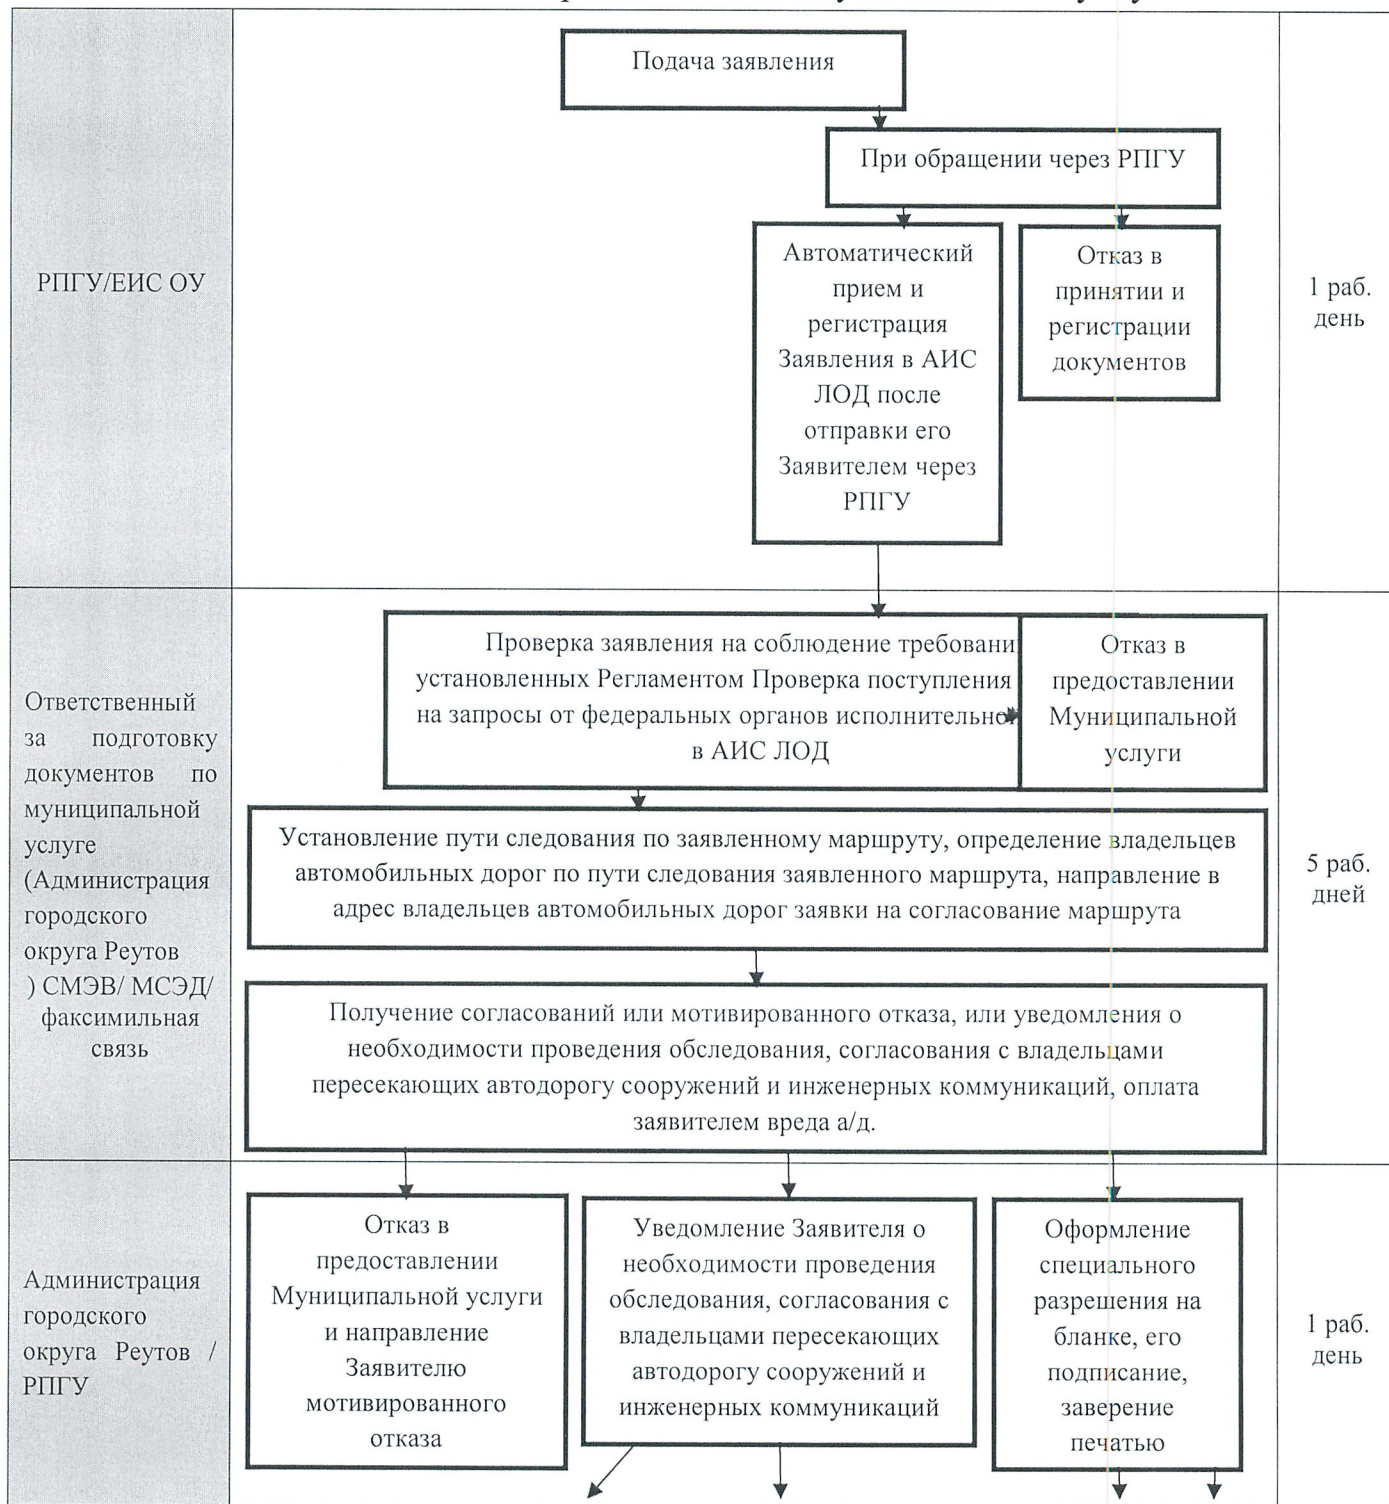 Подача заявления
При обращении через РПГУ
РПГУ/ЕИС ОУ
Автоматический
прием и
регистрация
Заявления в АИС
ЛОД после
отправки его
Заявителем через
РПГУ
Отказ в
принятии и
регистрации
документов
1 раб.
день
Ответственный
за подготовку
документов по
муниципальной
услуге
(Администрация
городского
округа Реутов
) СМЭВ/ МСЭД/
факсимильная
связь
Проверка заявления на соблюдение требовани
установленных Регламентом Проверка поступления
на запросы от федеральных органов исполнительно
в АИС ЛОД
Отказ в
предоставлении
Муниципальной
услуги
Установление пути следования по заявленному маршруту, определение владельцев
автомобильных дорог по пути следования заявленного маршрута, направление в
адрес владельцев автомобильных дорог заявки на согласование маршрута
Получение согласований или мотивированного отказа, или уведомления о
необходимости проведения обследования, согласования с владельцами
пересекающих автодорогу сооружений и инженерных коммуникаций, оплата
заявителем вреда а/д.
5 раб.
дней
Администрация
городского
округа Реутов /
РПГУ
Отказ в
предоставлении
Муниципальной услуги
и направление
Заявителю
мотивированного
отказа
Уведомление Заявителя о
необходимости проведения
обследования, согласования с
владельцами пересекающих
автодорогу сооружений и
инженерных коммуникаций
Оформление
специального
разрешения на
бланке, его
подписание,
заверение
печатью
1 раб.
день